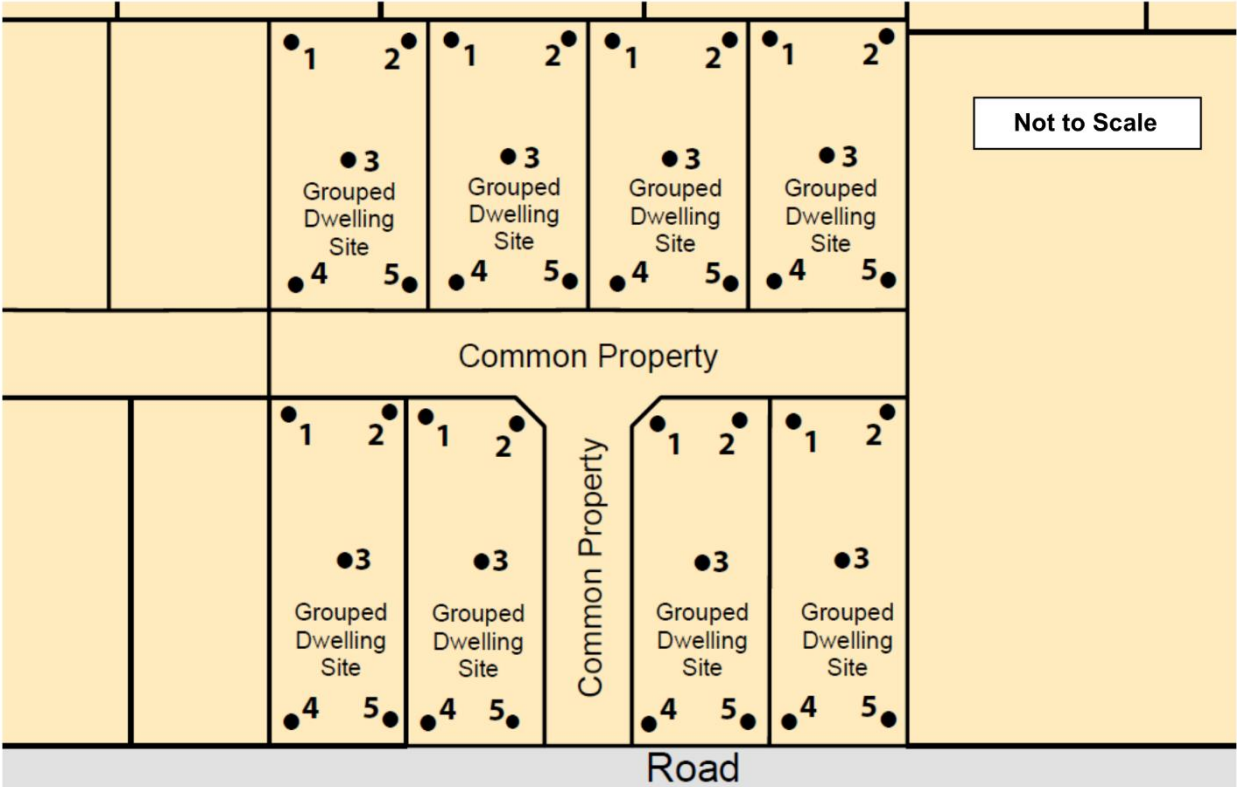 1 2 1 2 1 2 1 2
Not to Scale
3 3 3 3
Grouped Grouped Grouped Grouped
Dwelling Dwelling Dwelling Dwelling
Site Site Site Site
4 5 4 5 4 5 4 5
Common Property
1 2 1 2 1 2 1 2
Common Property
3 3 3 3
Grouped Grouped Grouped Grouped
Dwelling Dwelling Dwelling Dwelling
Site Site Site Site
4 5 4 5 4 5 4 5
Road